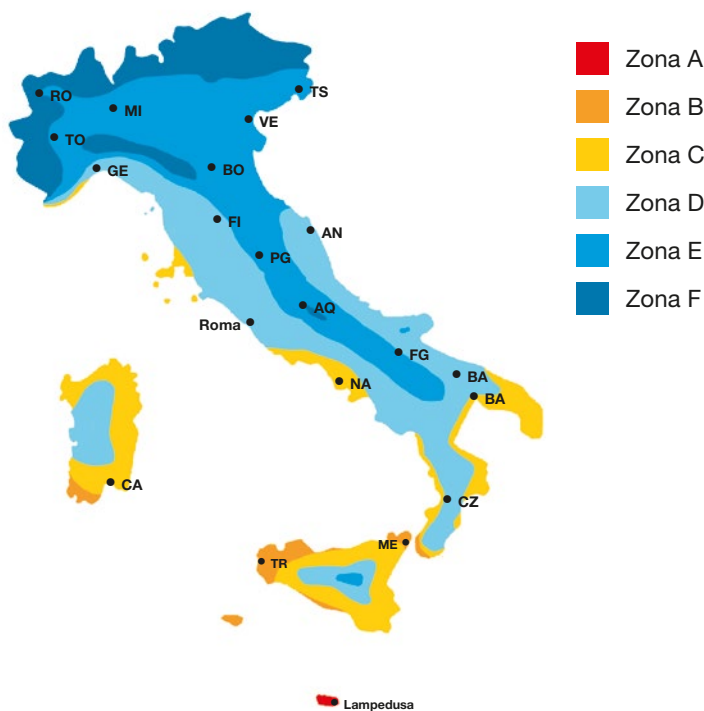 Zona A
Zona B
Zona C
Zona D
Zona E
Zona F
RO
MI
TS
VE
TO
GE
BO
FI
AN
PG
AQ
Roma
FG
NA
BA
BA
CA
CZ
ME
TR
Lampedusa